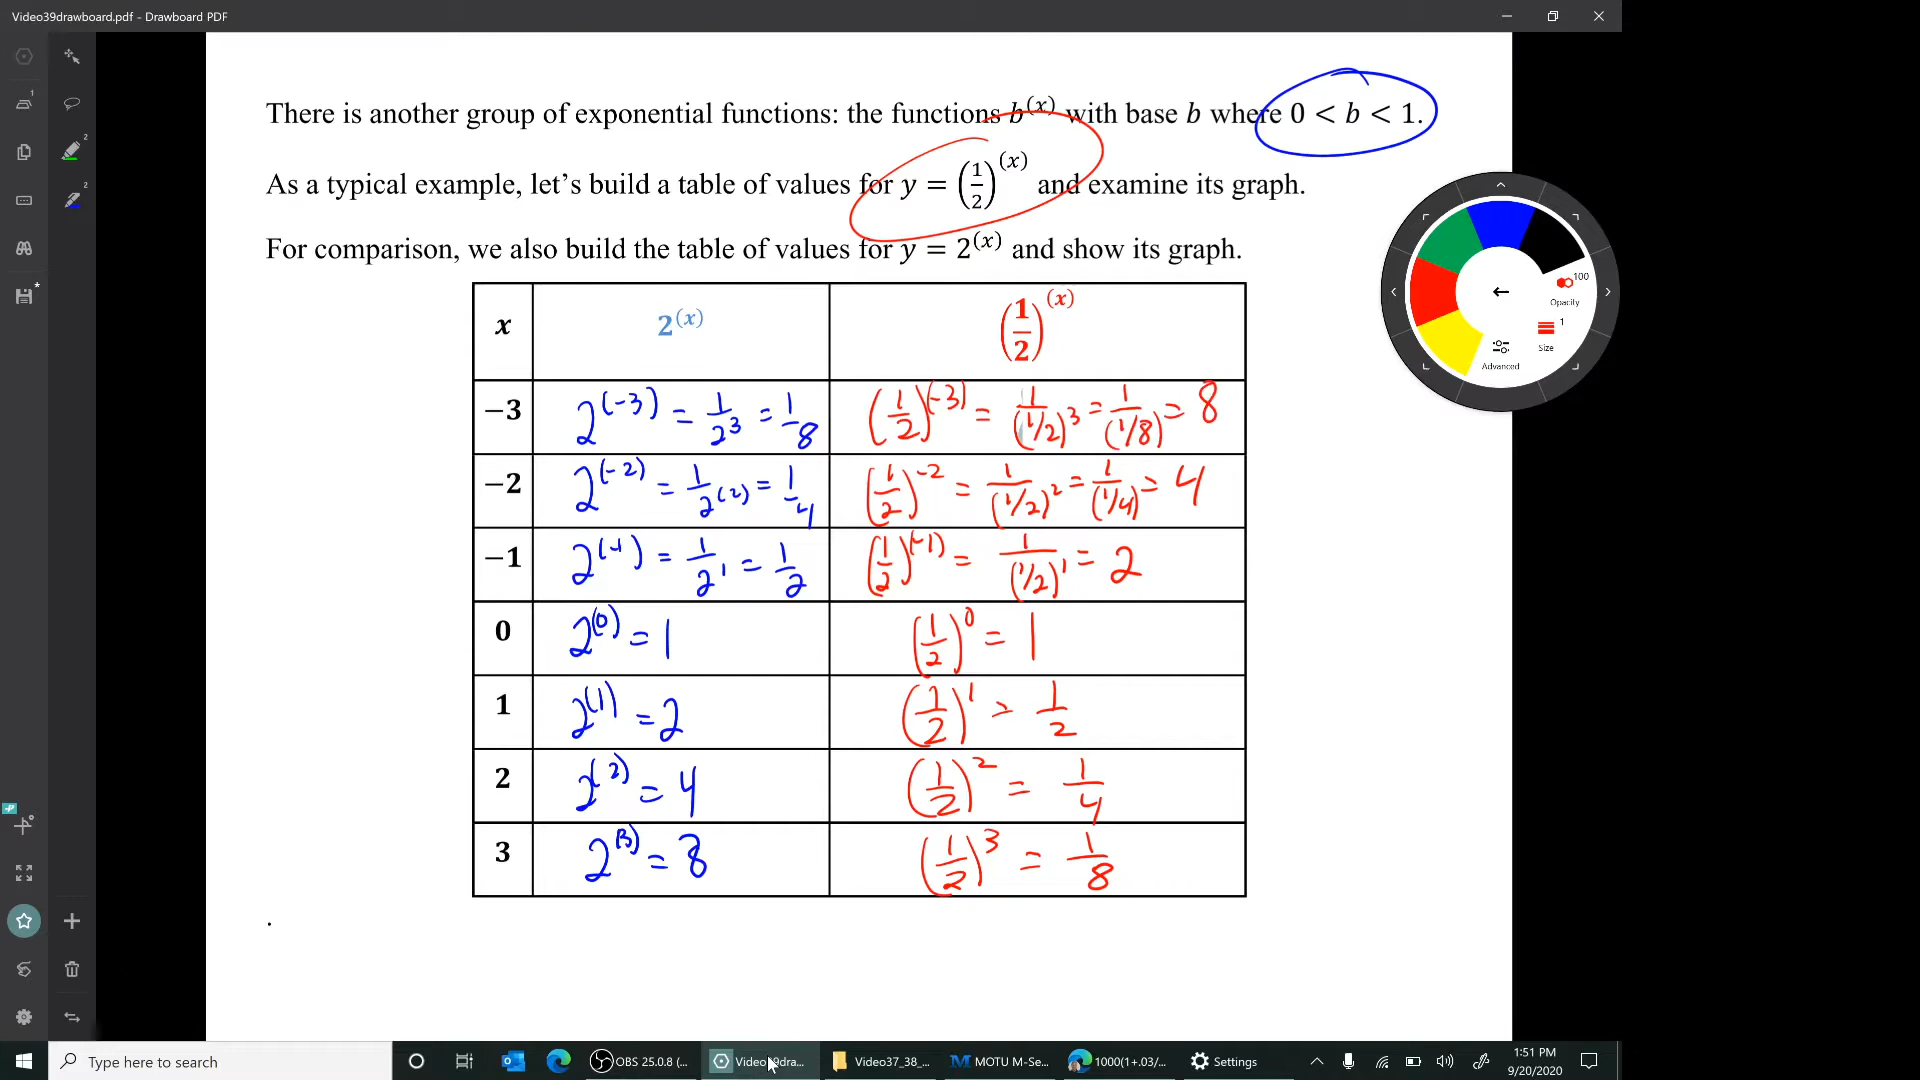 Video39drawboard.pdf - Drawboard PDF
There is another group of exponential functions: the functions b^(x) with base b where 0 < b < 1.
As a typical example, let's build a table of values for y = (1/2)^(x) and examine its graph.
For comparison, we also build the table of values for y = 2^(x) and show its graph.
x 2^(x) (1/2)^(x)
−3 2^(-3) = 1/2^3 = 1/8 (1/2)^(-3) = 1/(1/2)^3 = 1/(1/8) = 8
−2 2^(-2) = 1/2^(2) = 1/4 (1/2)^-2 = 1/(1/2)^2 = 1/(1/4) = 4
−1 2^(-1) = 1/2^1 = 1/2 (1/2)^(-1) = 1/(1/2)^1 = 2
0 2^(0) = 1 (1/2)^0 = 1
1 2^(1) = 2 (1/2)^1 = 1/2
2 2^(2) = 4 (1/2)^2 = 1/4
3 2^(3) = 8 (1/2)^3 = 1/8
.
100
Opacity
1
Size
Advanced
1
2
2
Type here to search
OBS 25.0.8 (...
Video39dra...
Video37_38_...
MOTU M-Se...
1000(1+.03/...
Settings
1:51 PM
9/20/2020